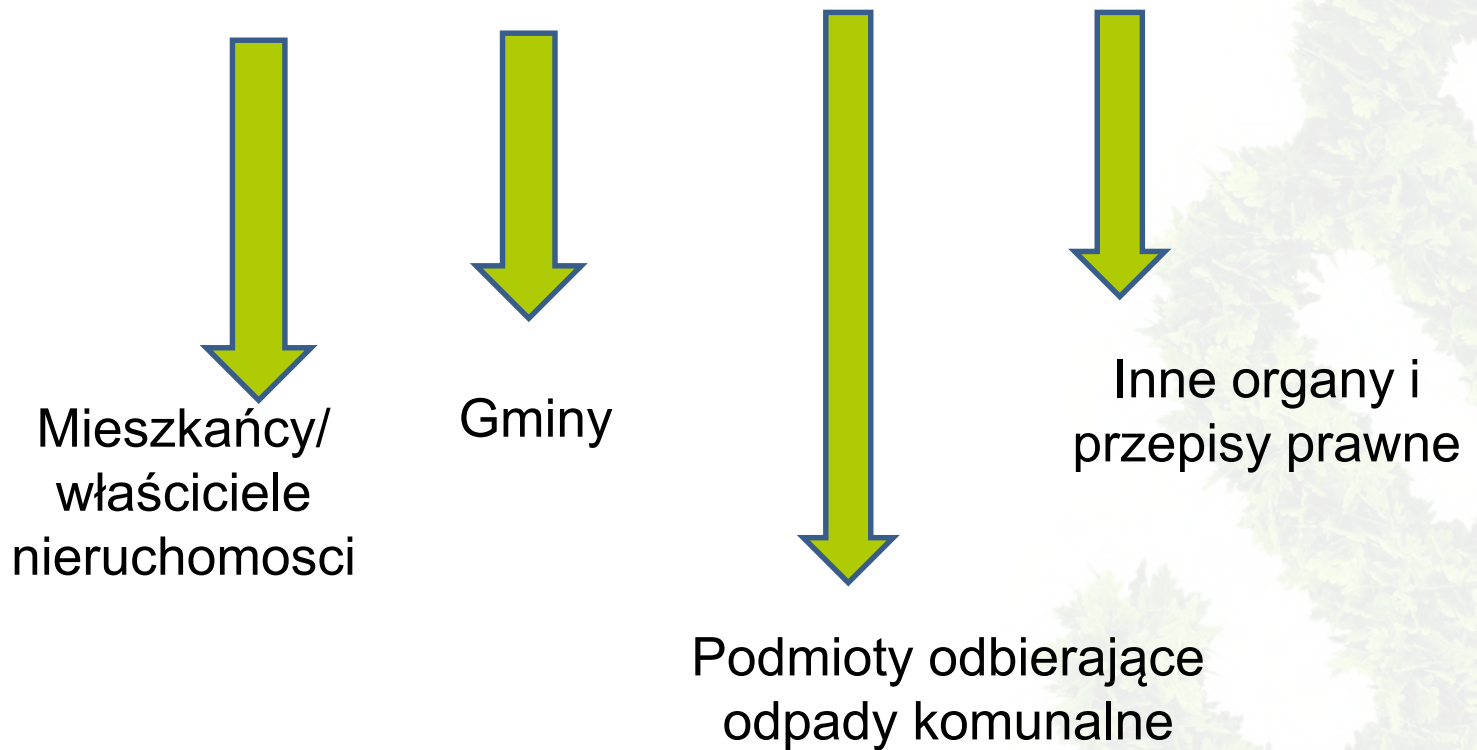 Mieszkańcy/
właściciele
nieruchomosci
Gminy
Podmioty odbierające
odpady komunalne
Inne organy i
przepisy prawne